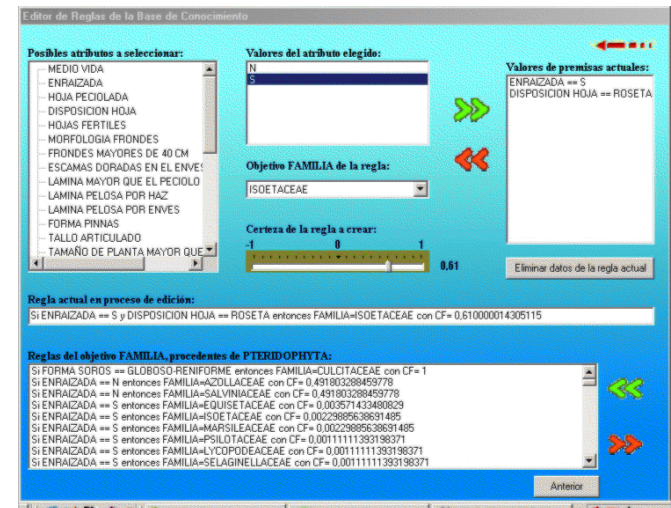 Editor de Reglas de la Base de Conocimiento
Posibles atributos a seleccionar:
MEDIO VIDA
ENRAIZADA
HOJA PECIOLADA
DISPOSICION HOJA
HOJAS FERTILES
MORFOLOGIA FRONDES
FRONDES MAYORES DE 40 CM
ESCAMAS DORADAS EN EL ENVES
LAMINA MAYOR QUE EL PECIOLO
LAMINA PELOSA POR HAZ
LAMINA PELOSA POR ENVES
FORMA PINNAS
TALLO ARTICULADO
TAMAÑO DE PLANTA MAYOR QUE
Valores del atributo elegido:
N
S
Objetivo FAMILIA de la regla:
ISOETACEAE
Certeza de la regla a crear:
-1 0 1
0,61
Valores de premisas actuales:
ENRAIZADA == S
DISPOSICION HOJA == ROSETA
Eliminar datos de la regla actual
Regla actual en proceso de edición:
Si ENRAIZADA == S y DISPOSICION HOJA == ROSETA entonces FAMILIA=ISOETACEAE con CF= 0,610000014305115
Reglas del objetivo FAMILIA, procedentes de PTERIDOPHYTA:
Si FORMA SOROS == GLOBOSO-RENIFORME entonces FAMILIA=CULCITACEAE con CF= 1
Si ENRAIZADA == N entonces FAMILIA=AZOLLACEAE con CF= 0,491803288459778
Si ENRAIZADA == N entonces FAMILIA=SALVINIACEAE con CF= 0,491803288459778
Si ENRAIZADA == S entonces FAMILIA=EQUISETACEAE con CF= 0,003571433480829
Si ENRAIZADA == S entonces FAMILIA=ISOETACEAE con CF= 0,00229885638691485
Si ENRAIZADA == S entonces FAMILIA=MARSILEACEAE con CF= 0,00229885638691485
Si ENRAIZADA == S entonces FAMILIA=PSILOTACEAE con CF= 0,00111111393198371
Si ENRAIZADA == S entonces FAMILIA=LYCOPODEACEAE con CF= 0,00111111393198371
Si ENRAIZADA == S entonces FAMILIA=SELAGINELLACEAE con CF= 0,00111111393198371
Anterior